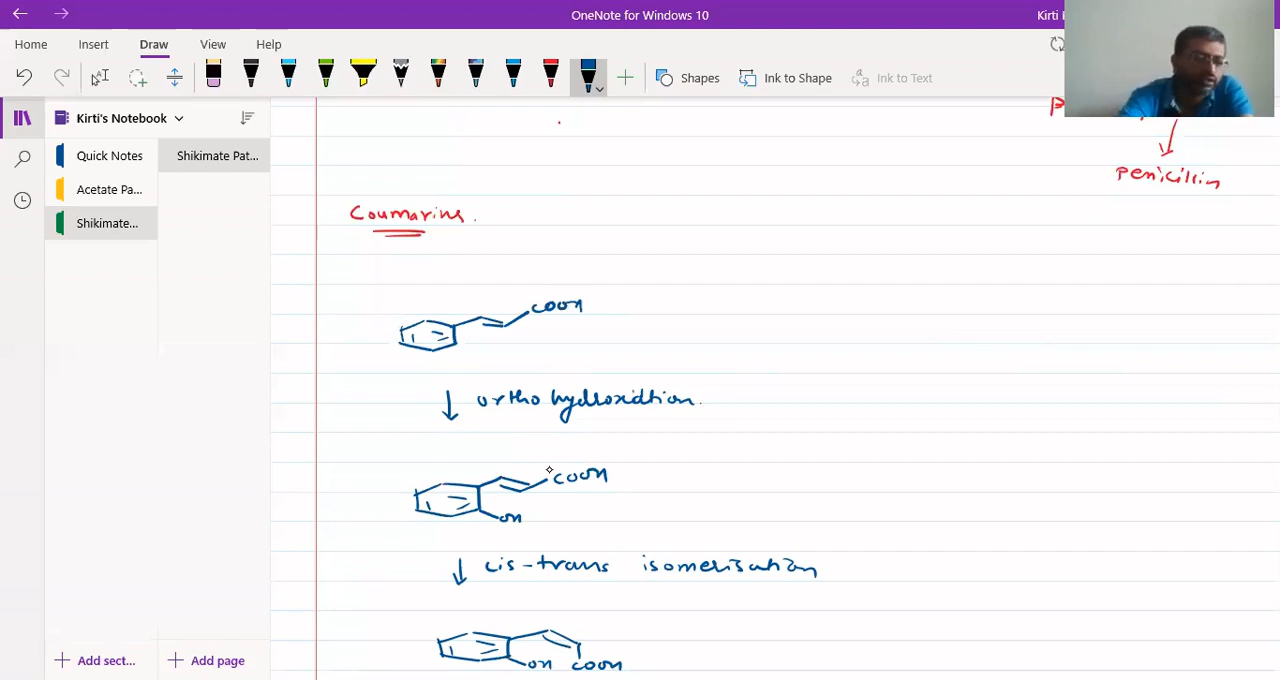 OneNote for Windows 10
Kirti
Home Insert Draw View Help
Shapes Ink to Shape Ink to Text
Kirti's Notebook
Quick Notes
Acetate Pa...
Shikimate...
Shikimate Pat...
Penicillin
Coumarins.
COOH
ortho hydroxidtion.
COOH
OH
cis-trans isomerisation
OH COOH
Add sect...
Add page